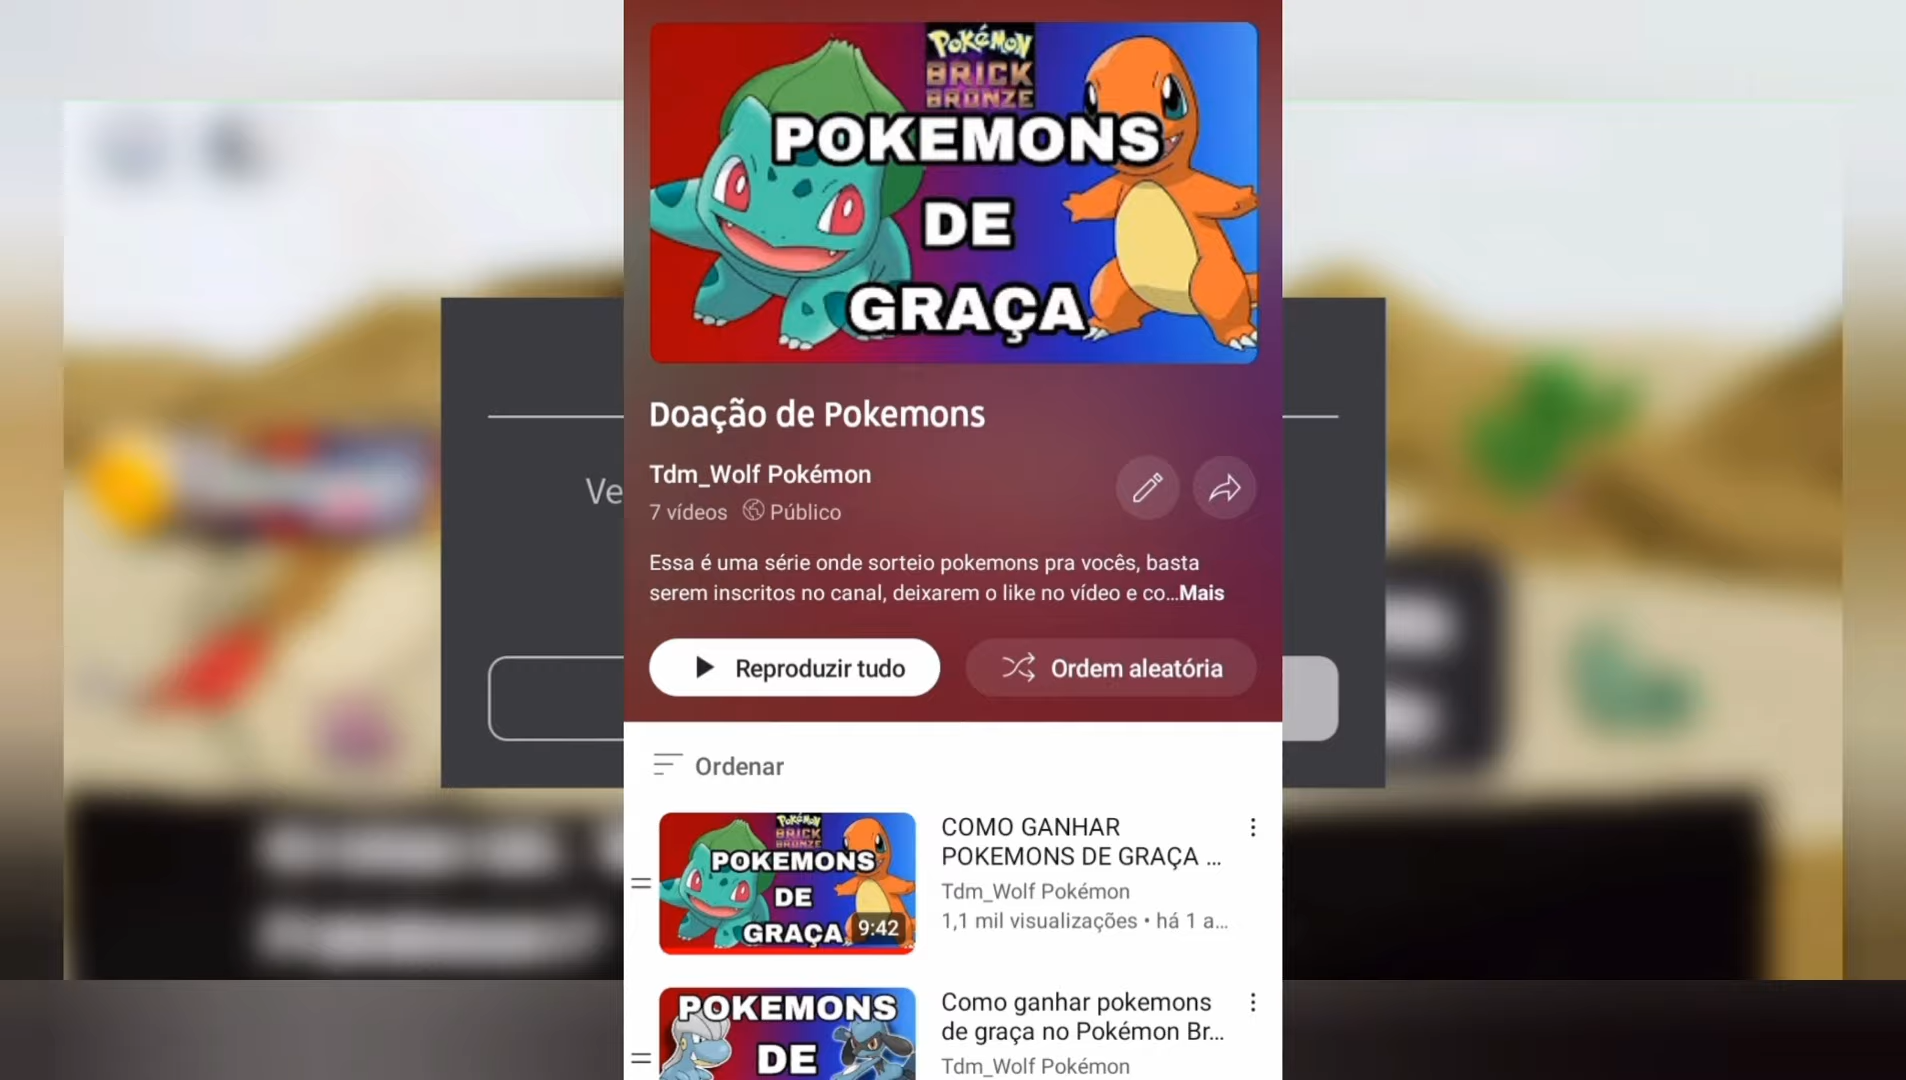 POKÉMON
BRICK
BRONZE
POKEMONS
DE
GRAÇA
Doação de Pokemons
Tdm_Wolf Pokémon
7 vídeos Público
Essa é uma série onde sorteio pokemons pra vocês, basta
serem inscritos no canal, deixarem o like no vídeo e co...Mais
Reproduzir tudo
Ordem aleatória
Ve
Ordenar
POKÉMON
BRICK
BRONZE
POKEMONS
DE
GRAÇA
9:42
COMO GANHAR
POKEMONS DE GRAÇA ...
Tdm_Wolf Pokémon
1,1 mil visualizações • há 1 a...
POKEMONS
DE
Como ganhar pokemons
de graça no Pokémon Br...
Tdm_Wolf Pokémon